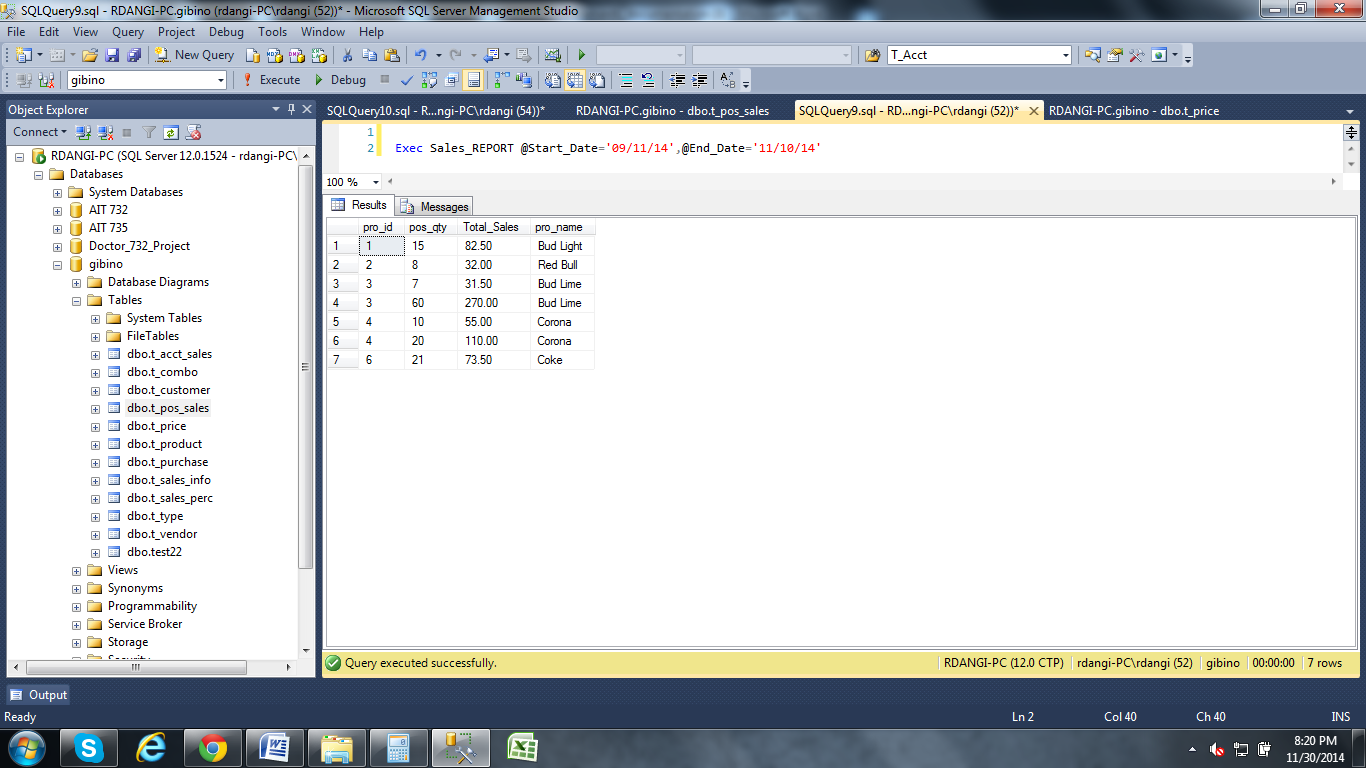 SQLQuery9.sql - RDANGI-PC.gibino (rdangi-PC\rdangi (52))* - Microsoft SQL Server Management Studio
File Edit View Query Project Debug Tools Window Help
New Query T_Acct
gibino Execute Debug
Object Explorer
Connect
RDANGI-PC (SQL Server 12.0.1524 - rdangi-PC\
Databases
System Databases
AIT 732
AIT 735
Doctor_732_Project
gibino
Database Diagrams
Tables
System Tables
FileTables
dbo.t_acct_sales
dbo.t_combo
dbo.t_customer
dbo.t_pos_sales
dbo.t_price
dbo.t_product
dbo.t_purchase
dbo.t_sales_info
dbo.t_sales_perc
dbo.t_type
dbo.t_vendor
dbo.test22
Views
Synonyms
Programmability
Service Broker
Storage
Security
SQLQuery10.sql - R...ngi-PC\rdangi (54))* RDANGI-PC.gibino - dbo.t_pos_sales SQLQuery9.sql - RD...ngi-PC\rdangi (52))* RDANGI-PC.gibino - dbo.t_price
1
2 Exec Sales_REPORT @Start_Date='09/11/14',@End_Date='11/10/14'
100 %
Results Messages
pro_id pos_qty Total_Sales pro_name
1 1 15 82.50 Bud Light
2 2 8 32.00 Red Bull
3 3 7 31.50 Bud Lime
4 3 60 270.00 Bud Lime
5 4 10 55.00 Corona
6 4 20 110.00 Corona
7 6 21 73.50 Coke
Query executed successfully. RDANGI-PC (12.0 CTP) rdangi-PC\rdangi (52) gibino 00:00:00 7 rows
Output
Ready Ln 2 Col 40 Ch 40 INS
8:20 PM
11/30/2014